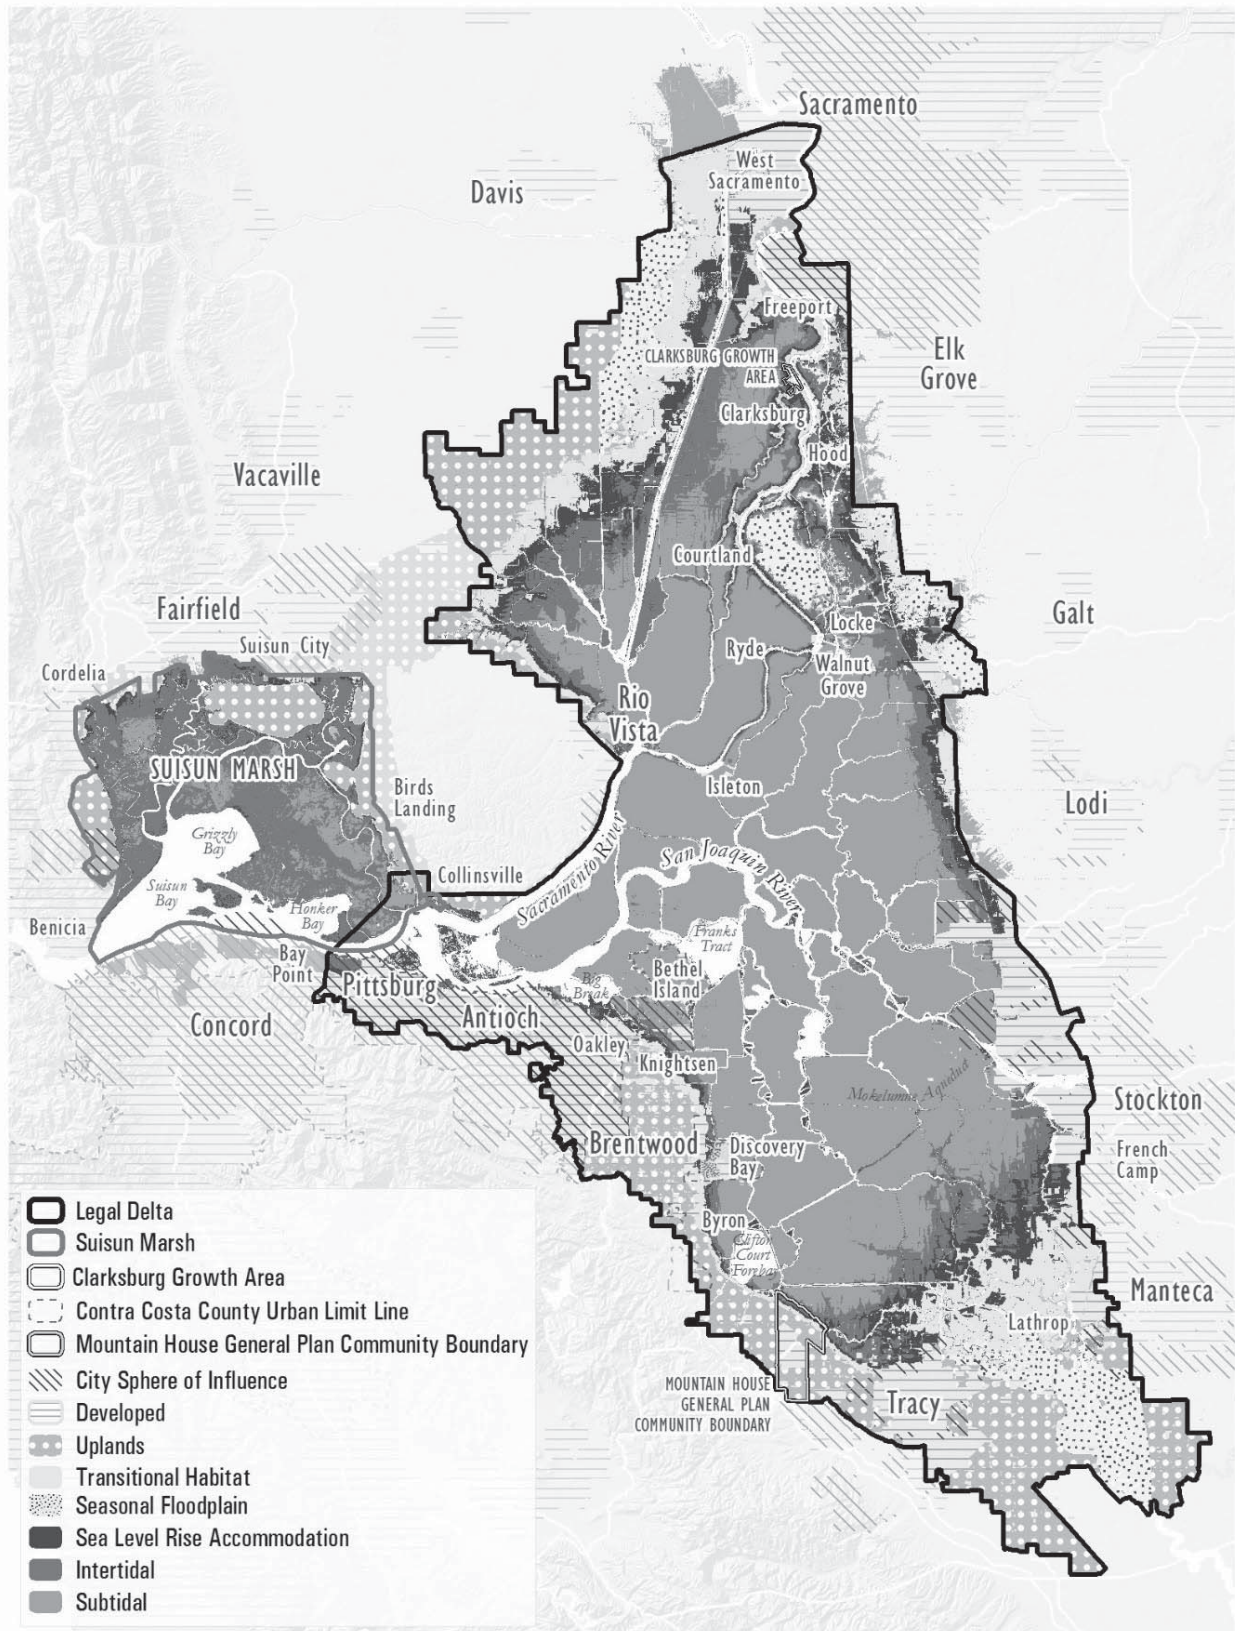 Sacramento
West
Sacramento
Davis
Freeport
Elk
Grove
CLARKSBURG GROWTH
AREA
Clarksburg
Hood
Vacaville
Courtland
Fairfield
Locke
Galt
Suisun City
Ryde
Cordelia
Walnut
Grove
Rio
Vista
SUISUN MARSH
Isleton
Birds
Landing
Lodi
Grizzly
Bay
Sacramento River
San Joaquin River
Collinsville
Suisun
Bay
Honker
Bay
Benicia
Franks
Tract
Bay
Point
Pittsburg
Big
Break
Bethel
Island
Concord
Antioch
Oakley
Knightsen
Mokelumne Aqueduct
Stockton
Brentwood
Discovery
Bay
French
Camp
Byron
Clifton
Court
Forebay
Manteca
Lathrop
MOUNTAIN HOUSE
GENERAL PLAN
COMMUNITY BOUNDARY
Tracy
Legal Delta
Suisun Marsh
Clarksburg Growth Area
Contra Costa County Urban Limit Line
Mountain House General Plan Community Boundary
City Sphere of Influence
Developed
Uplands
Transitional Habitat
Seasonal Floodplain
Sea Level Rise Accommodation
Intertidal
Subtidal